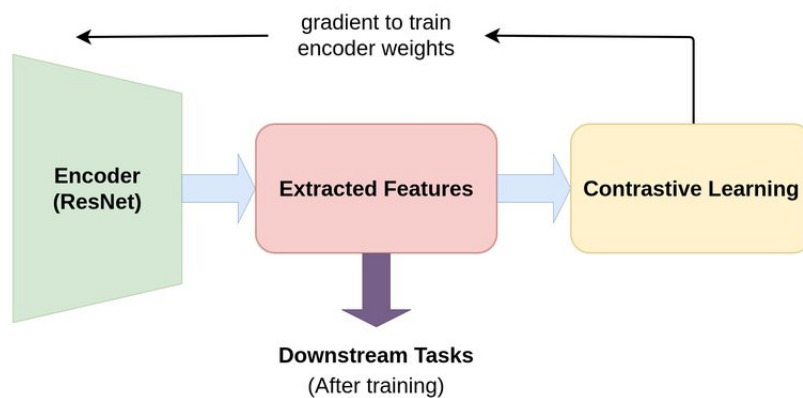 gradient to train
encoder weights
Encoder
(ResNet)
Extracted Features
Contrastive Learning
Downstream Tasks
(After training)